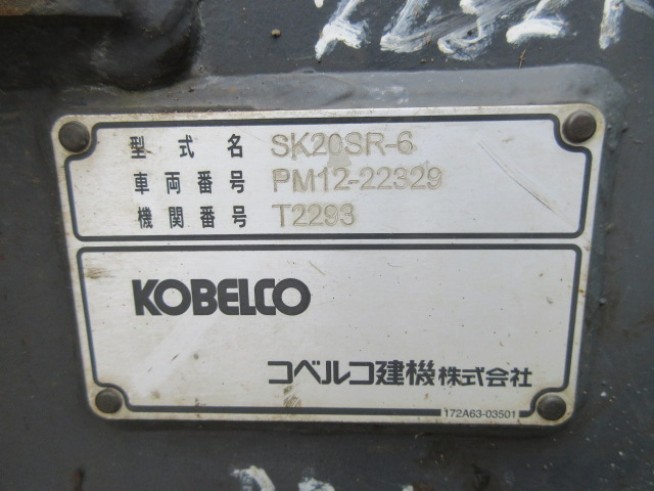 型式名 SK20SR-6
車両番号 PM12-22329
機関番号 T2293
KOBELCO
コベルコ建機株式会社
172A63-03501